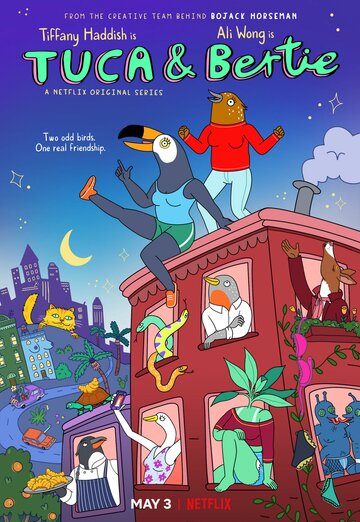 FROM THE CREATIVE TEAM BEHIND BOJACK HORSEMAN
Tiffany Haddish is Ali Wong is
TUCA & Bertie
A NETFLIX ORIGINAL SERIES
Two odd birds.
One real friendship.
MAY 3 | NETFLIX